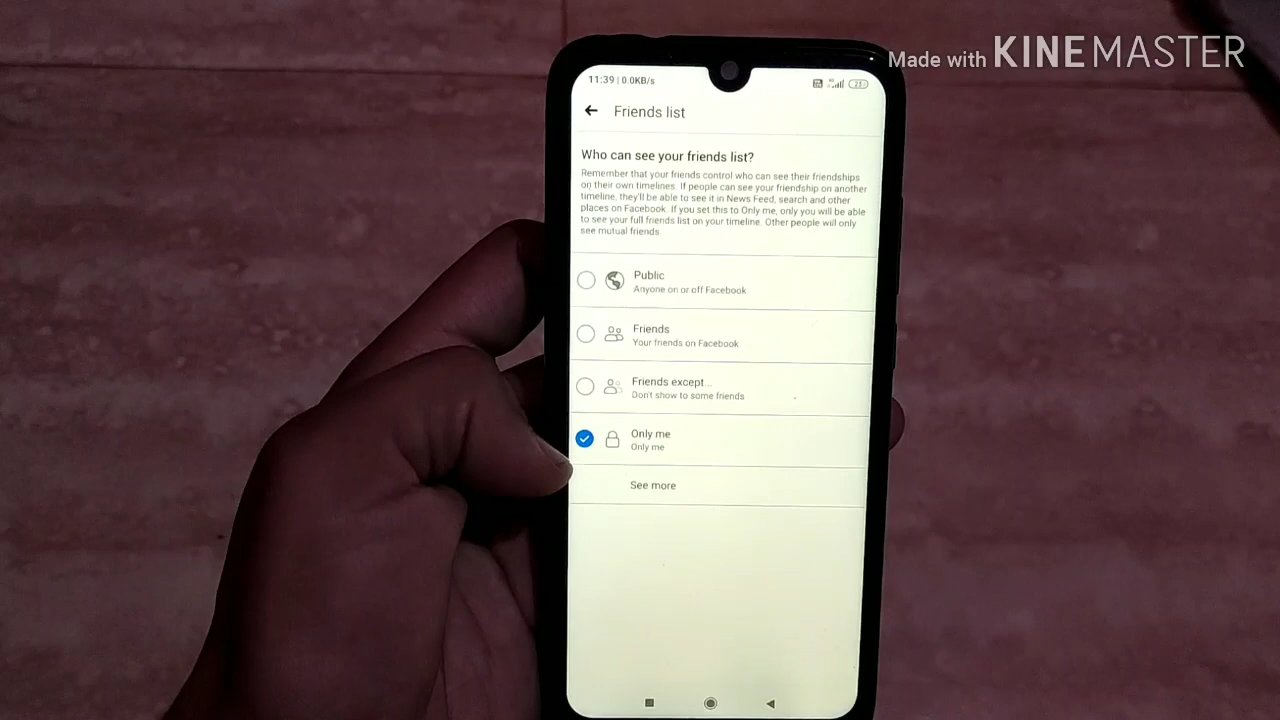 Made with KINEMASTER
11:39 | 0.0KB/s
23
Friends list
Who can see your friends list?
Remember that your friends control who can see their friendships
on their own timelines. If people can see your friendship on another
timeline, they'll be able to see it in News Feed, search and other
places on Facebook. If you set this to Only me, only you will be able
to see your full friends list on your timeline. Other people will only
see mutual friends.
Public
Anyone on or off Facebook
Friends
Your friends on Facebook
Friends except...
Don't show to some friends
Only me
Only me
See more